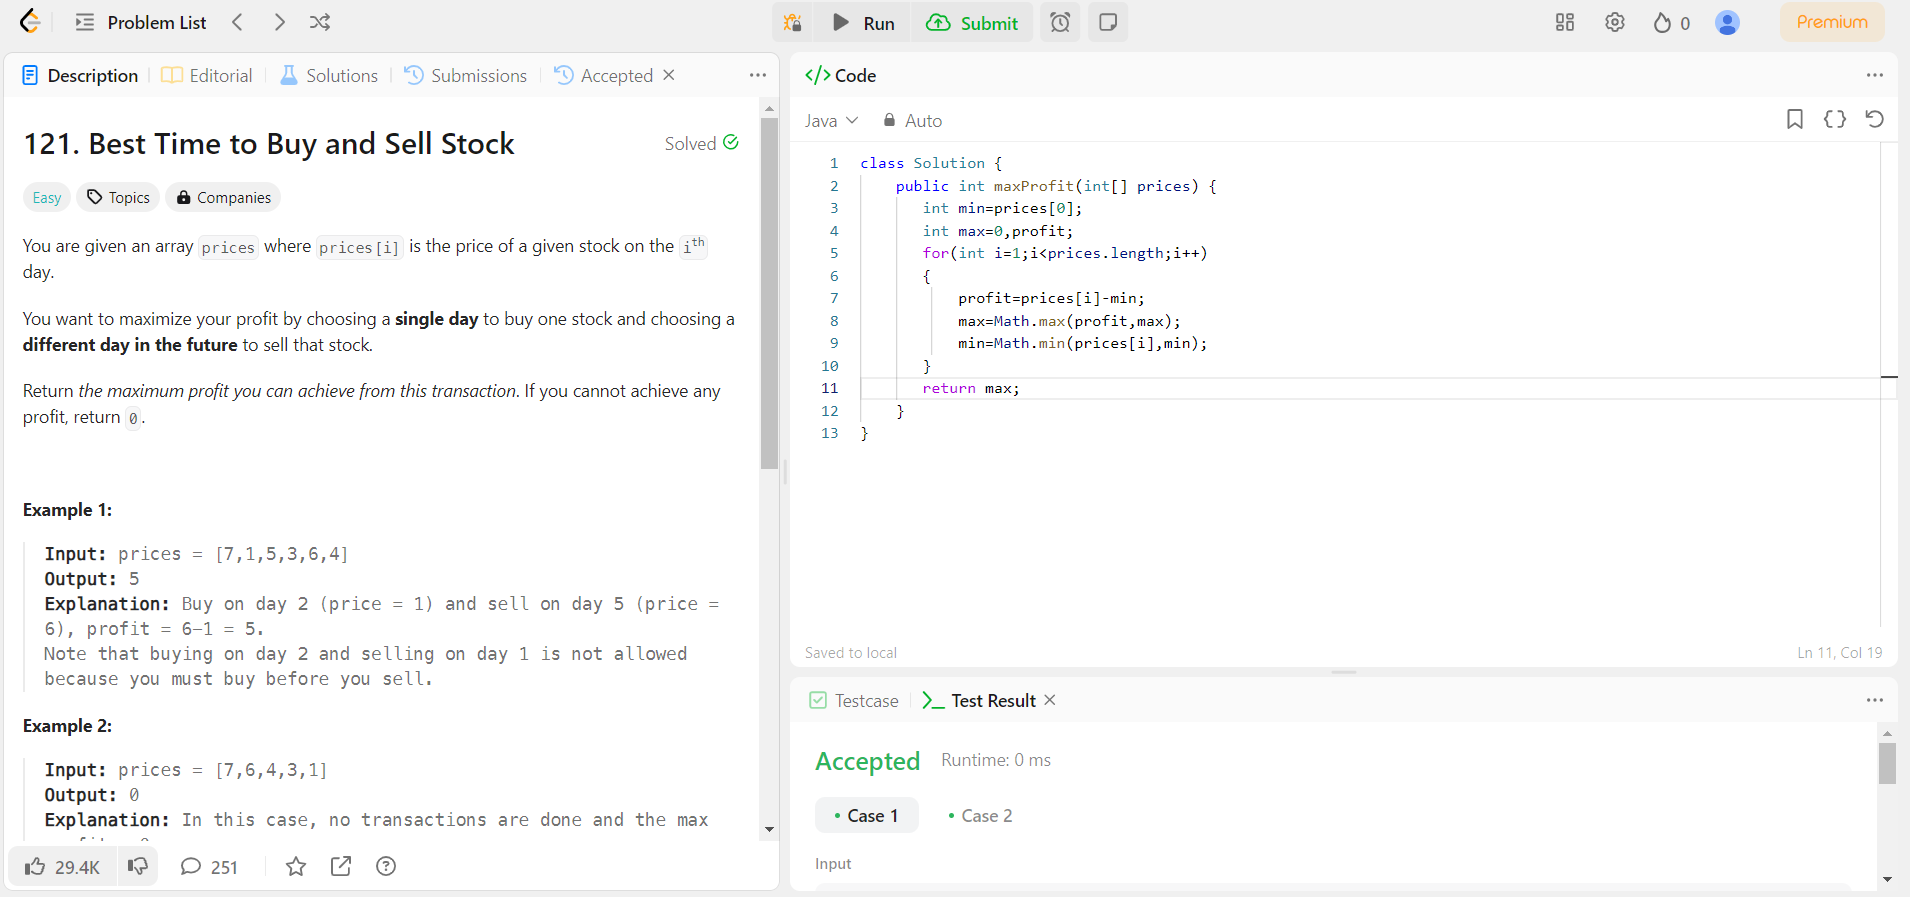 Problem List
Run
Submit
0
Premium
Description
Editorial
Solutions
Submissions
Accepted
121. Best Time to Buy and Sell Stock
Solved
Easy
Topics
Companies
You are given an array prices where prices[i] is the price of a given stock on the ith
day.
You want to maximize your profit by choosing a single day to buy one stock and choosing a
different day in the future to sell that stock.
Return the maximum profit you can achieve from this transaction. If you cannot achieve any
profit, return 0.
Example 1:
Input: prices = [7,1,5,3,6,4]
Output: 5
Explanation: Buy on day 2 (price = 1) and sell on day 5 (price =
6), profit = 6-1 = 5.
Note that buying on day 2 and selling on day 1 is not allowed
because you must buy before you sell.
Example 2:
Input: prices = [7,6,4,3,1]
Output: 0
Explanation: In this case, no transactions are done and the max
29.4K
251
</> Code
Java
Auto
1 class Solution {
2 public int maxProfit(int[] prices) {
3 int min=prices[0];
4 int max=0,profit;
5 for(int i=1;i<prices.length;i++)
6 {
7 profit=prices[i]-min;
8 max=Math.max(profit,max);
9 min=Math.min(prices[i],min);
10 }
11 return max;
12 }
13 }
Saved to local
Ln 11, Col 19
Testcase
Test Result
Accepted
Runtime: 0 ms
Case 1
Case 2
Input